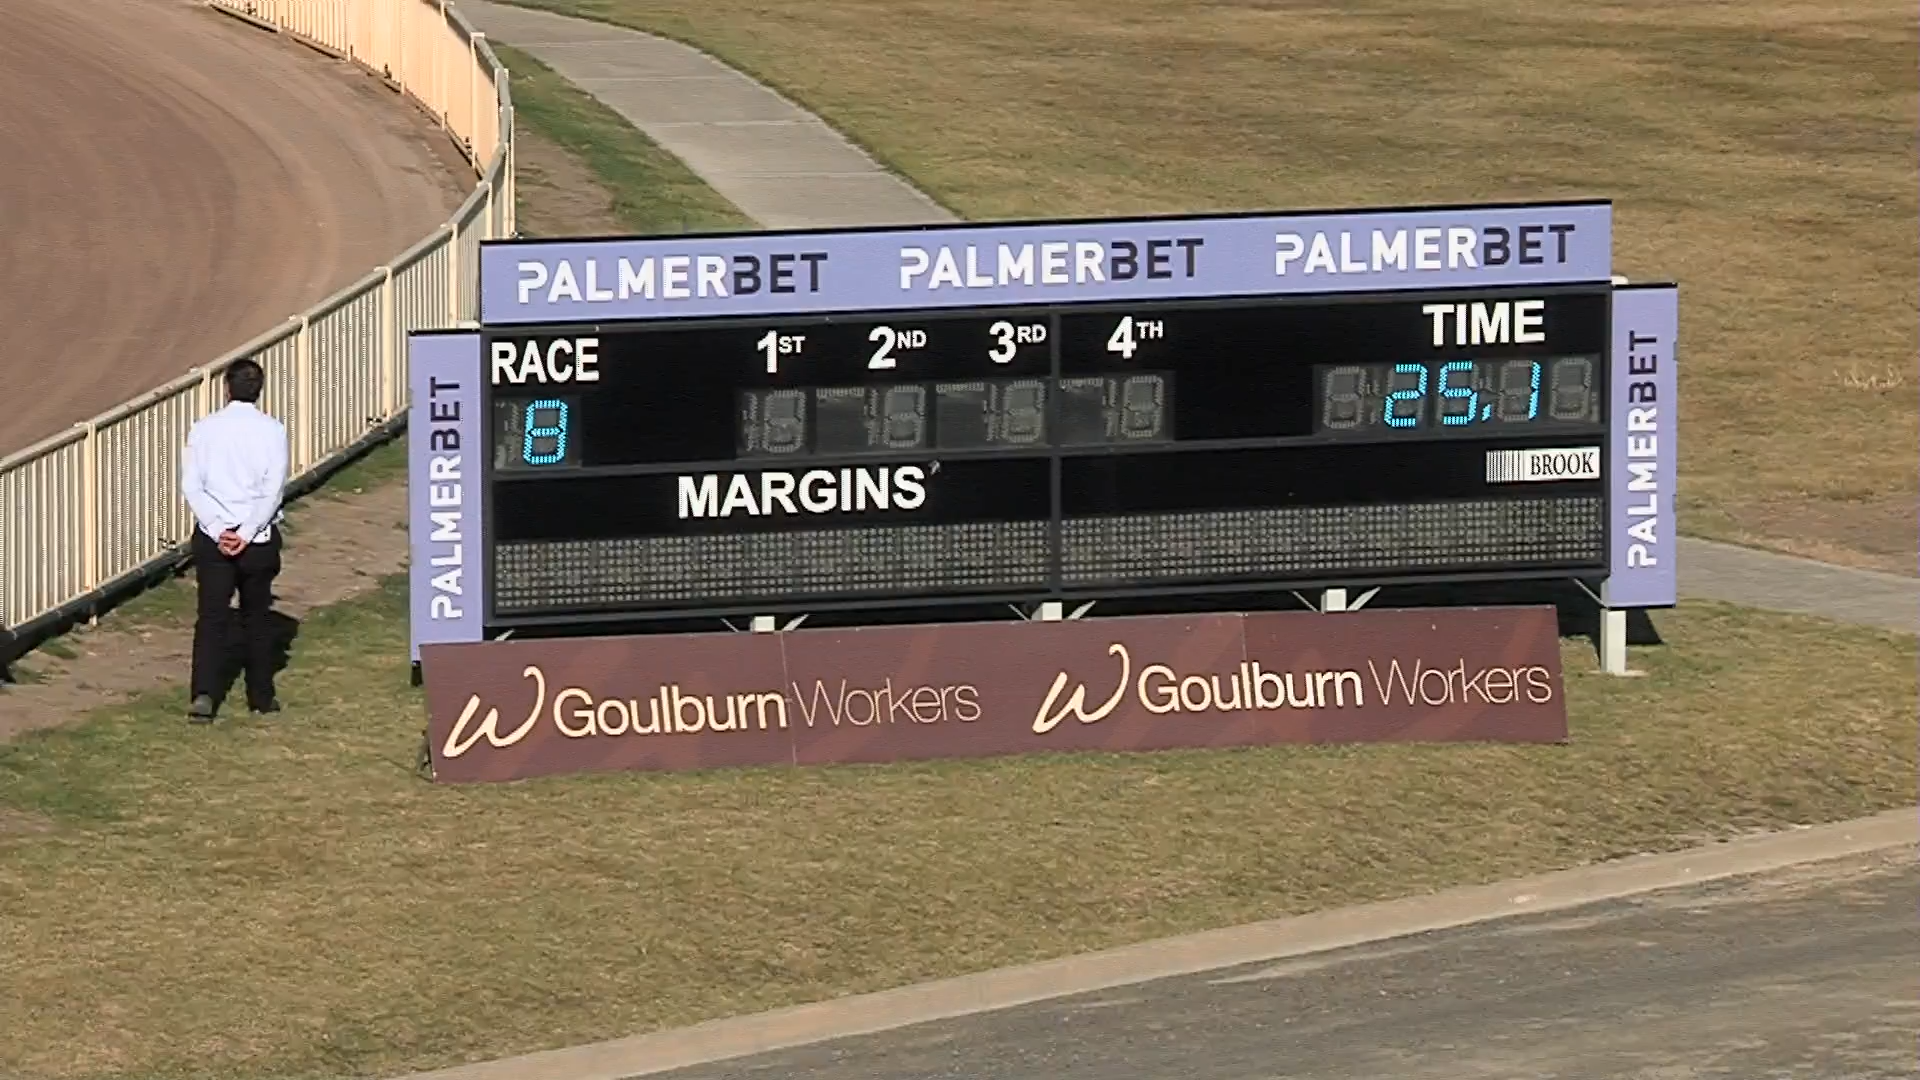 PALMERBET PALMERBET PALMERBET
RACE 1ST 2ND 3RD 4TH TIME
8 25.1
MARGINS
BROOK
PALMERBET
PALMERBET
Goulburn Workers Goulburn Workers